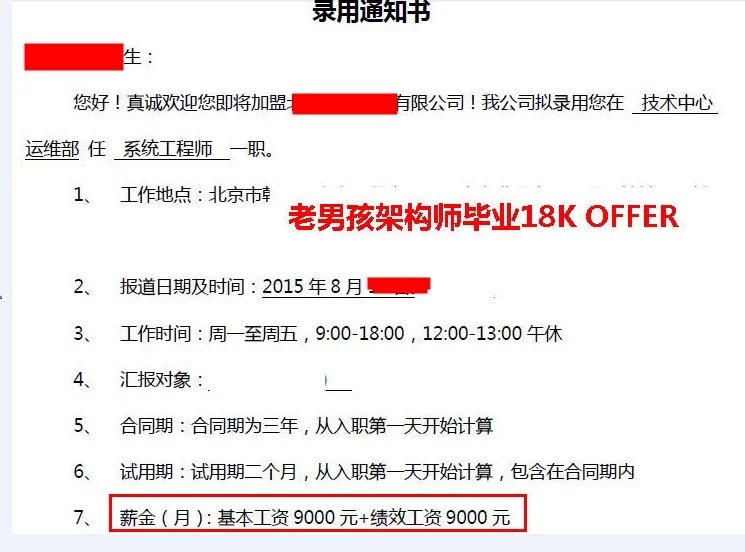 录用通知书
生：
您好！真诚欢迎您即将加盟 有限公司！我公司拟录用您在 技术中心
运维部 任 系统工程师 一职。
1、 工作地点：北京市朝
老男孩架构师毕业18K OFFER
2、 报道日期及时间：2015 年 8 月
3、 工作时间：周一至周五，9:00-18:00，12:00-13:00 午休
4、 汇报对象：
5、 合同期：合同期为三年，从入职第一天开始计算
6、 试用期：试用期二个月，从入职第一天开始计算，包含在合同期内
7、 薪金（月）：基本工资 9000 元+绩效工资 9000 元